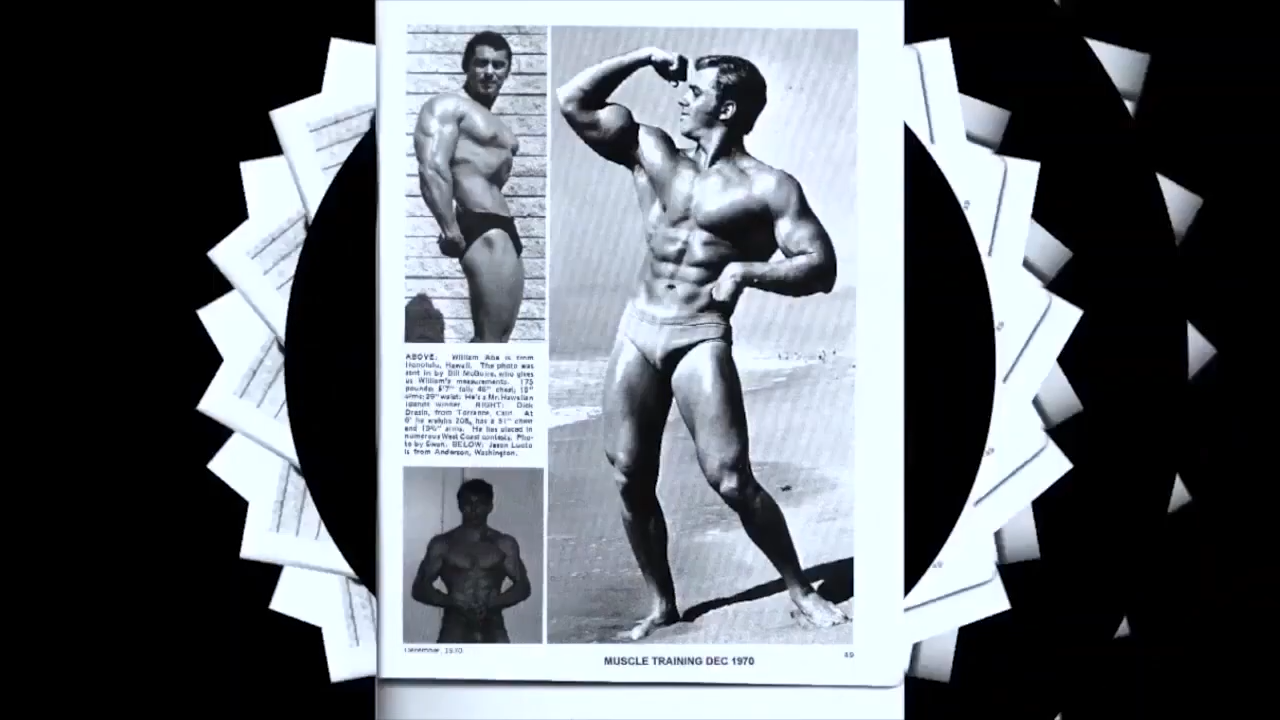 ABOVE: William Abe is from
Honolulu, Hawaii. The photo was
sent in by Bill McGuire, who gives
us William's measurements. 175
pounds; 5'7" tall; 46" chest; 18"
arms; 29" waist. He's a Mr. Hawaiian
Islands winner. RIGHT: Dick
from Torrance, Calif. At
6' he weighs 208, has a 51" chest
and 19½" arms. He has placed in
numerous West Coast contests. Pho-
to by Swan. BELOW: Jason
is from Anderson, Washington.
December, 1970
49
MUSCLE TRAINING DEC 1970